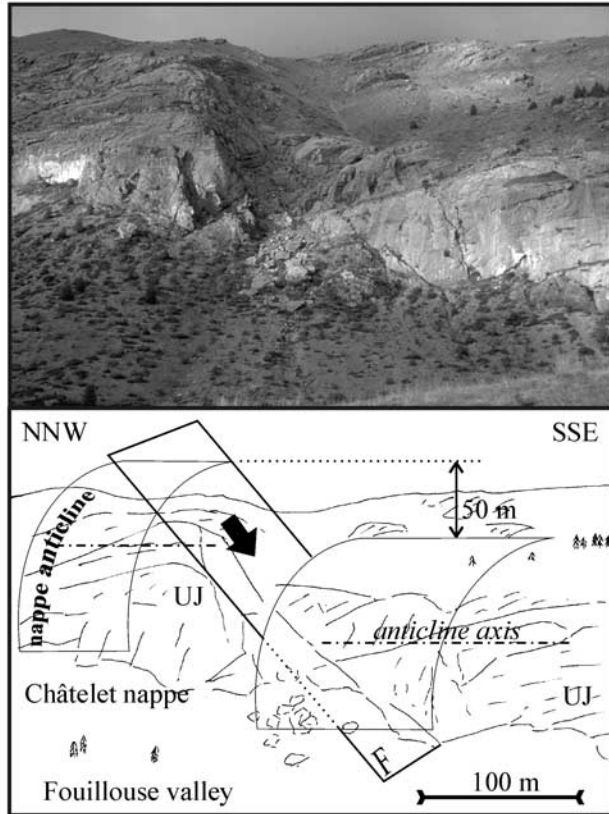 NNW
SSE
50 m
nappe anticline
UJ
anticline axis
Châtelet nappe
UJ
F
Fouillouse valley
100 m